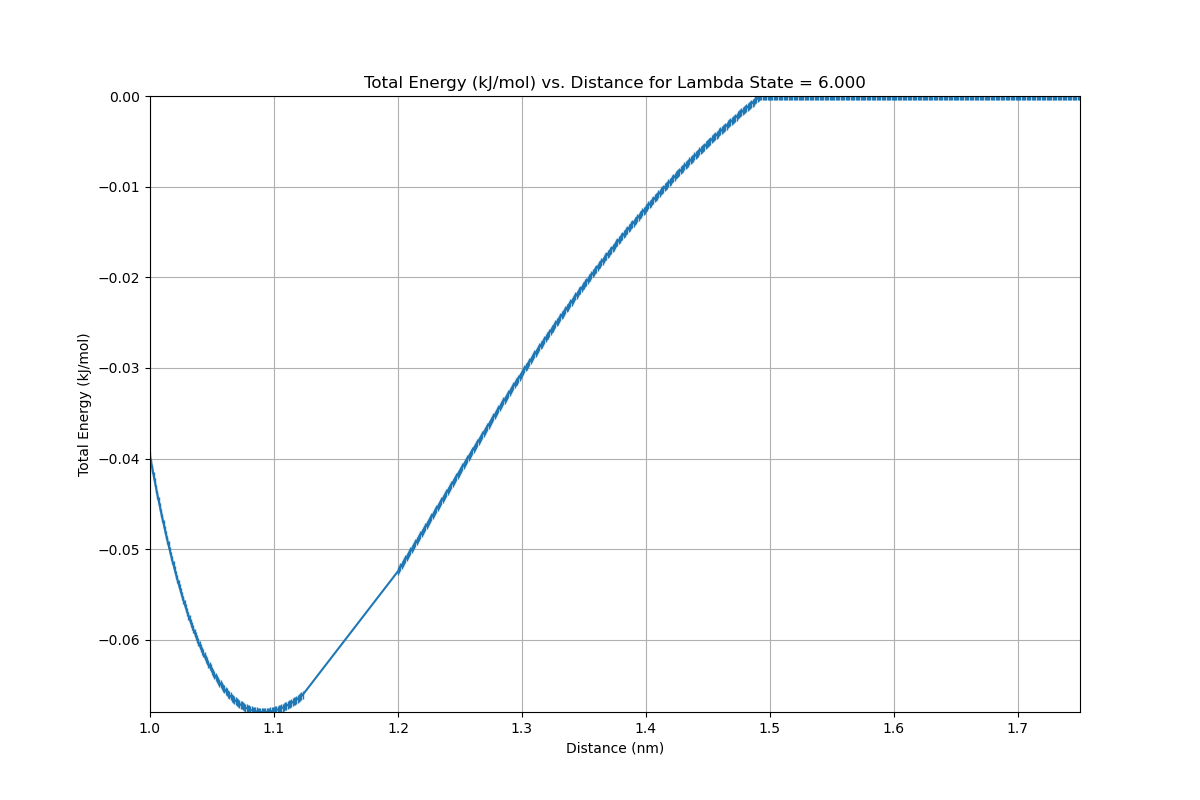 Total Energy (kJ/mol) vs. Distance for Lambda State = 6.000
0.00
−0.01
−0.02
−0.03
−0.04
−0.05
−0.06
Total Energy (kJ/mol)
1.0 1.1 1.2 1.3 1.4 1.5 1.6 1.7
Distance (nm)